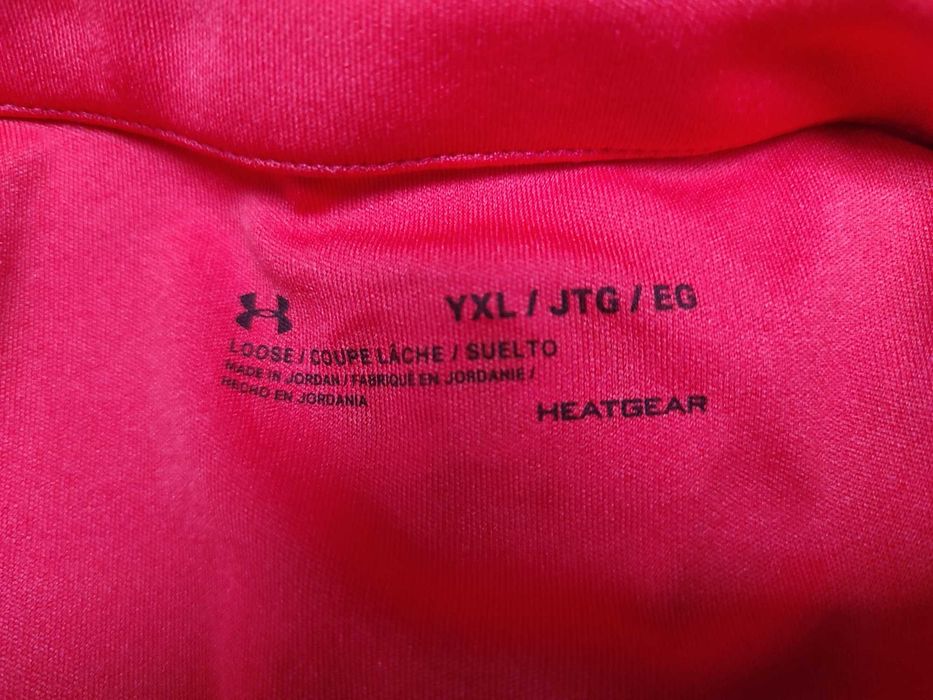 YXL / JTG / EG
LOOSE / COUPE LÂCHE / SUELTO
MADE IN JORDAN / FABRIQUÉ EN JORDANIE /
HECHO EN JORDANIA
HEATGEAR